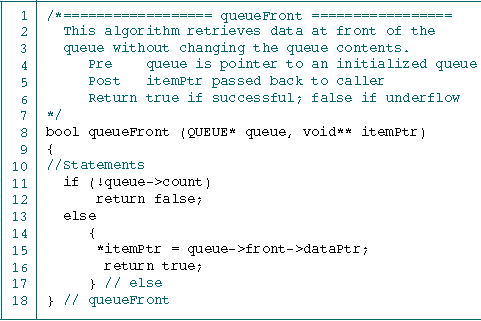 1 /*================== queueFront =================
2 This algorithm retrieves data at front of the
3 queue without changing the queue contents.
4 Pre queue is pointer to an initialized queue
5 Post itemPtr passed back to caller
6 Return true if successful; false if underflow
7 */
8 bool queueFront (QUEUE* queue, void** itemPtr)
9 {
10 //Statements
11 if (!queue->count)
12 return false;
13 else
14 {
15 *itemPtr = queue->front->dataPtr;
16 return true;
17 } // else
18 } // queueFront